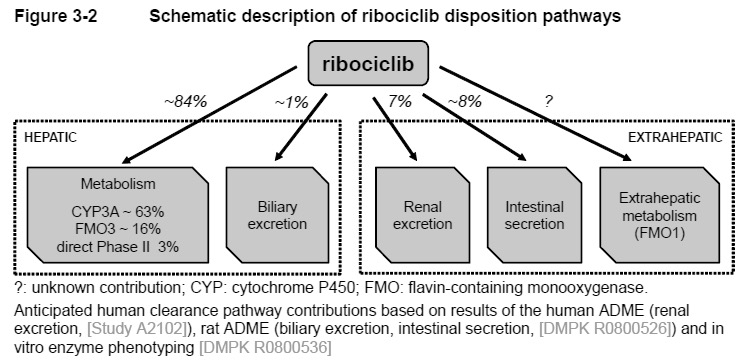 Figure 3-2 Schematic description of ribociclib disposition pathways
ribociclib
~84% ~1% 7% ~8% ?
HEPATIC
Metabolism
CYP3A ~ 63%
FMO3 ~ 16%
direct Phase II 3%
Biliary
excretion
EXTRAHEPATIC
Renal
excretion
Intestinal
secretion
Extrahepatic
metabolism
(FMO1)
?: unknown contribution; CYP: cytochrome P450; FMO: flavin-containing monooxygenase.
Anticipated human clearance pathway contributions based on results of the human ADME (renal
excretion, [Study A2102]), rat ADME (biliary excretion, intestinal secretion, [DMPK R0800526]) and in
vitro enzyme phenotyping [DMPK R0800536]